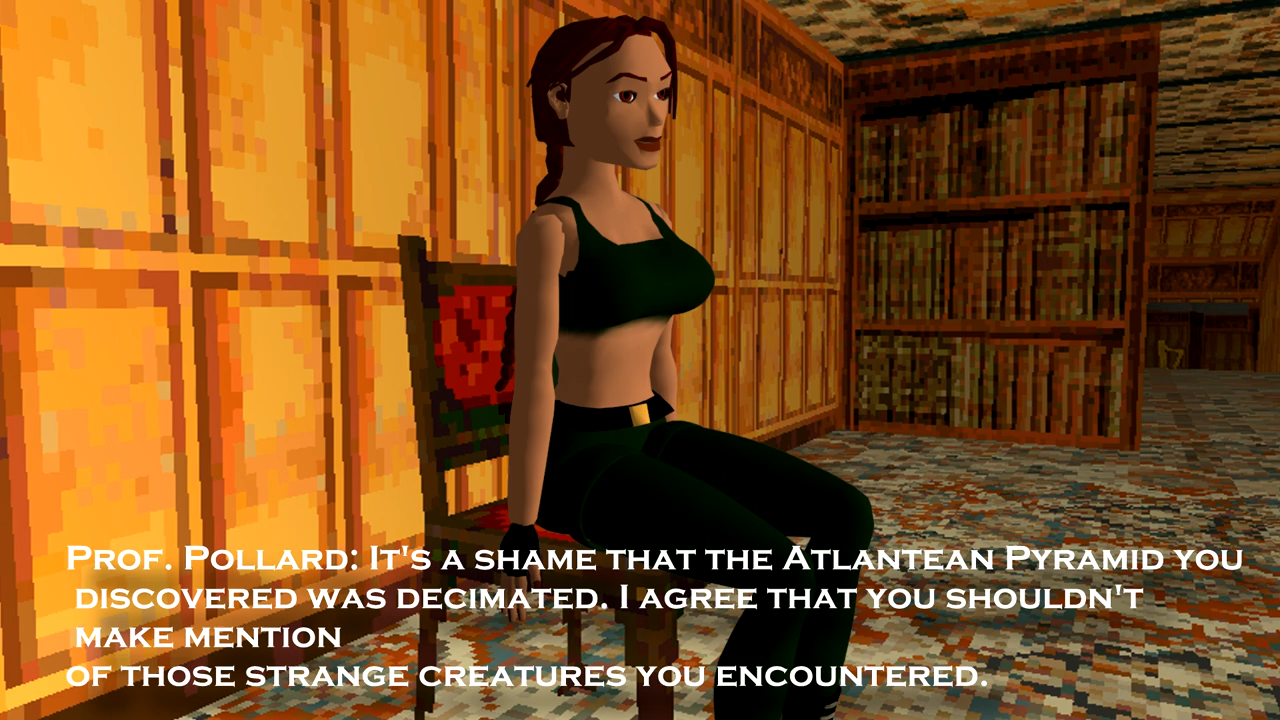 Prof. Pollard: It's a shame that the Atlantean Pyramid you
discovered was decimated. I agree that you shouldn't
make mention
of those strange creatures you encountered.